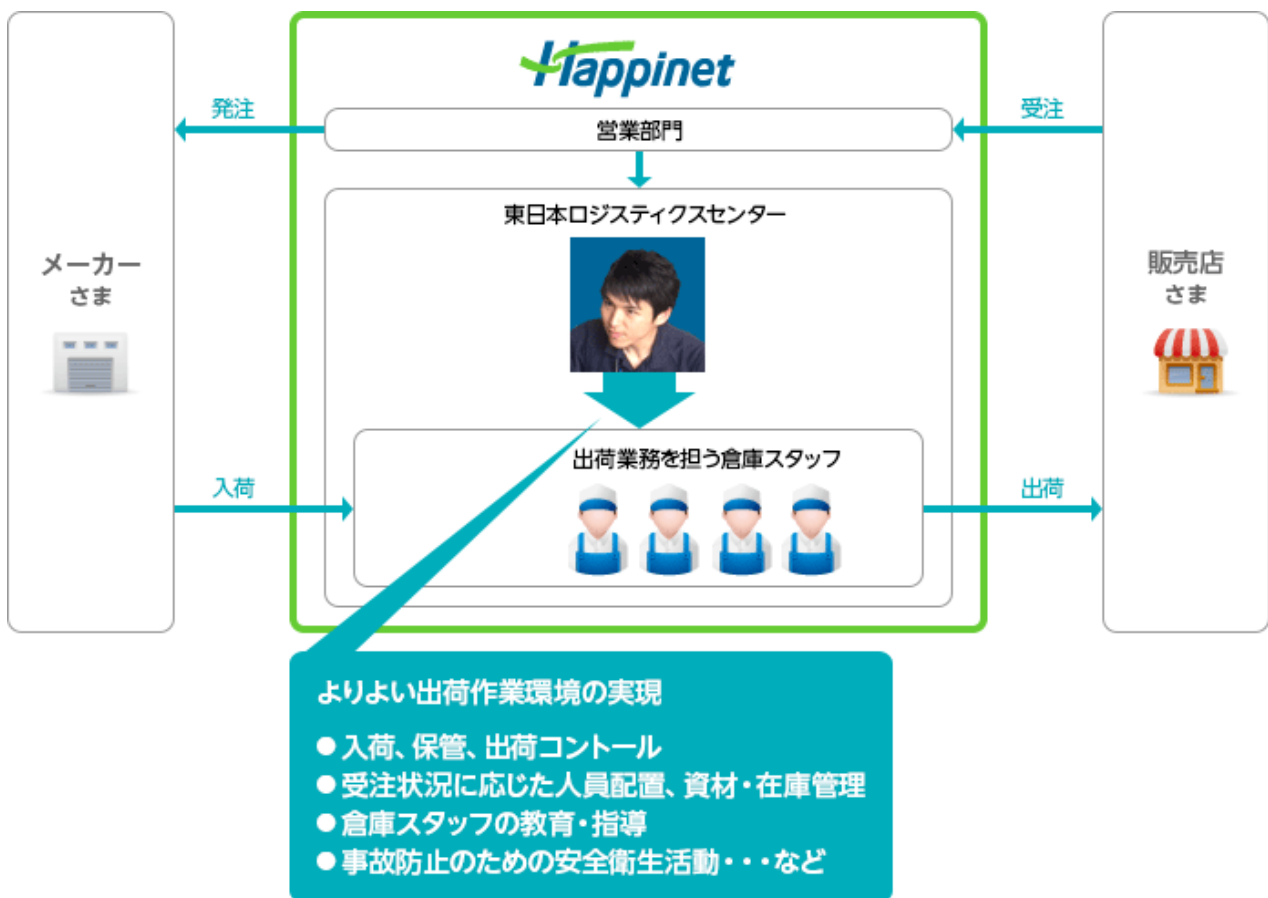 Happinet
発注
受注
営業部門
東日本ロジスティクスセンター
メーカー
さま
販売店
さま
出荷業務を担う倉庫スタッフ
入荷
出荷
よりよい出荷作業環境の実現
●入荷、保管、出荷コントール
●受注状況に応じた人員配置、資材・在庫管理
●倉庫スタッフの教育・指導
●事故防止のための安全衛生活動・・・など